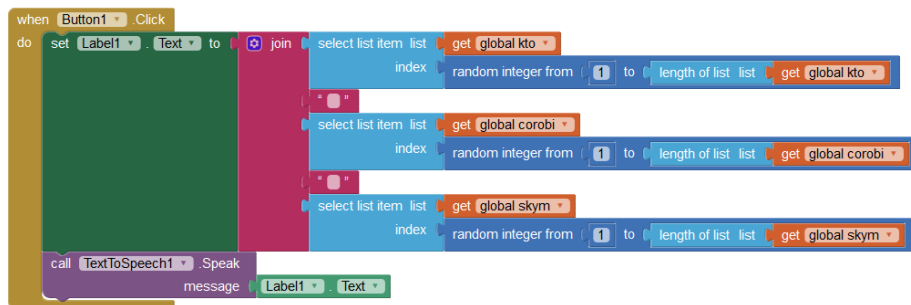 when Button1 .Click
do set Label1 . Text to join select list item list get global kto
index random integer from 1 to length of list list get global kto
" "
select list item list get global corobi
index random integer from 1 to length of list list get global corobi
" "
select list item list get global skym
index random integer from 1 to length of list list get global skym
call TextToSpeech1 .Speak
message Label1 . Text